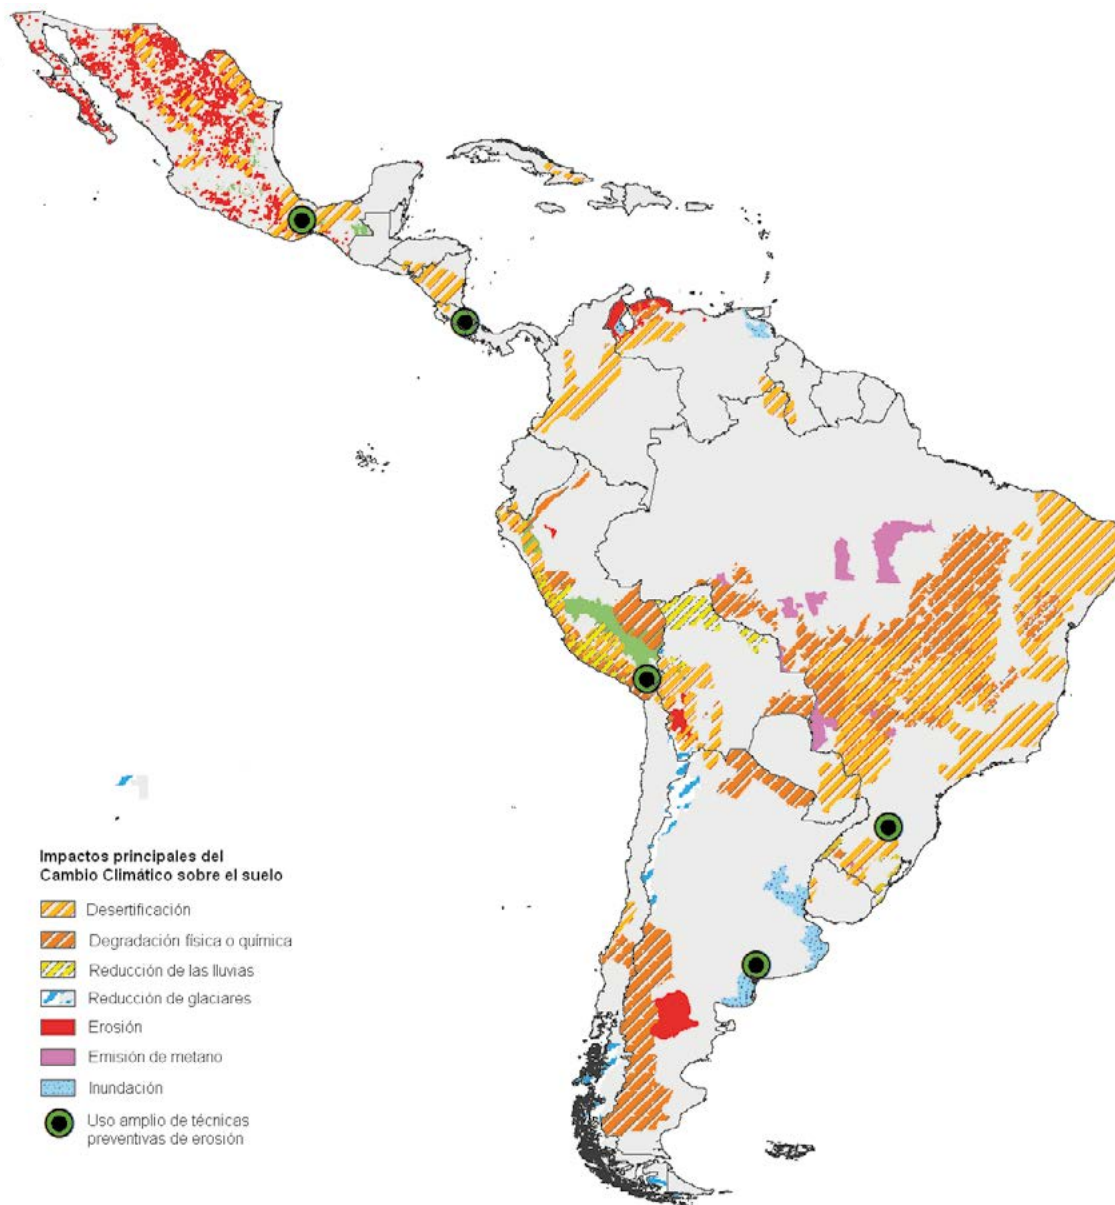 Impactos principales del
Cambio Climático sobre el suelo
Desertificación
Degradación física o química
Reducción de las lluvias
Reducción de glaciares
Erosión
Emisión de metano
Inundación
Uso amplio de técnicas
preventivas de erosión